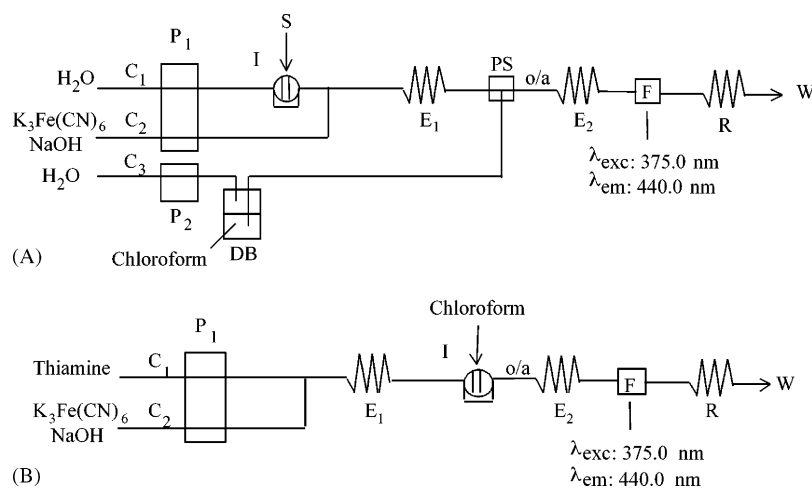 S
P1
I
H2O
C1
PS
o/a
F
W
K3Fe(CN)6
C2
E1
E2
R
NaOH
C3
H2O
λexc: 375.0 nm
λem: 440.0 nm
P2
(A)
Chloroform
DB
Chloroform
P1
I
Thiamine
C1
o/a
F
W
K3Fe(CN)6
C2
E1
E2
R
NaOH
λexc: 375.0 nm
(B)
λem: 440.0 nm